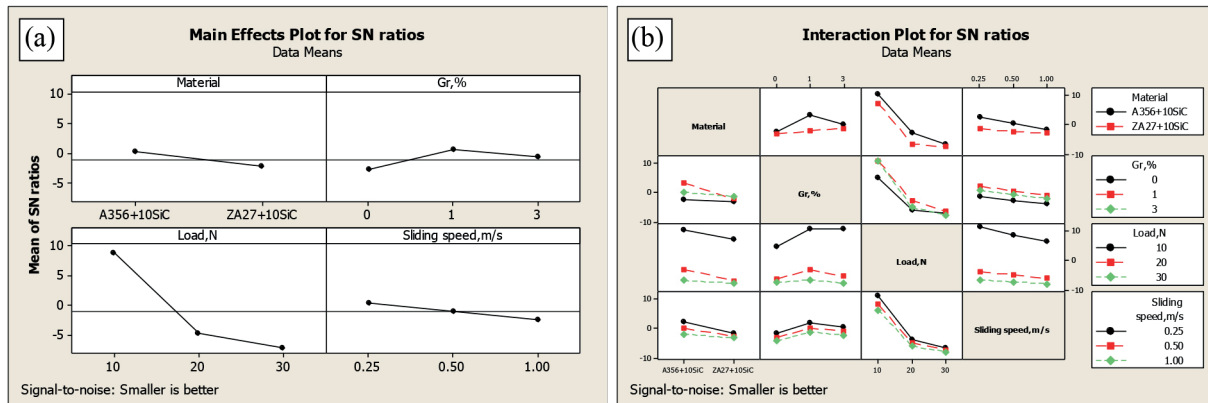 (a)
Main Effects Plot for SN ratios
Data Means
Mean of SN ratios
Material
Gr,%
10
5
0
-5
A356+10SiC ZA27+10SiC
0 1 3
Load,N
Sliding speed,m/s
10
5
0
-5
10 20 30
0.25 0.50 1.00
Signal-to-noise: Smaller is better
(b)
Interaction Plot for SN ratios
Data Means
0 1 3
0.25 0.50 1.00
Material
10
0
-10
Gr,%
10
0
-10
Load,N
10
0
-10
Sliding speed,m/s
10
0
-10
A356+10SiC ZA27+10SiC
10 20 30
Material
A356+10SiC
ZA27+10SiC
Gr,%
0
1
3
Load,N
10
20
30
Sliding
speed,m/s
0.25
0.50
1.00
Signal-to-noise: Smaller is better